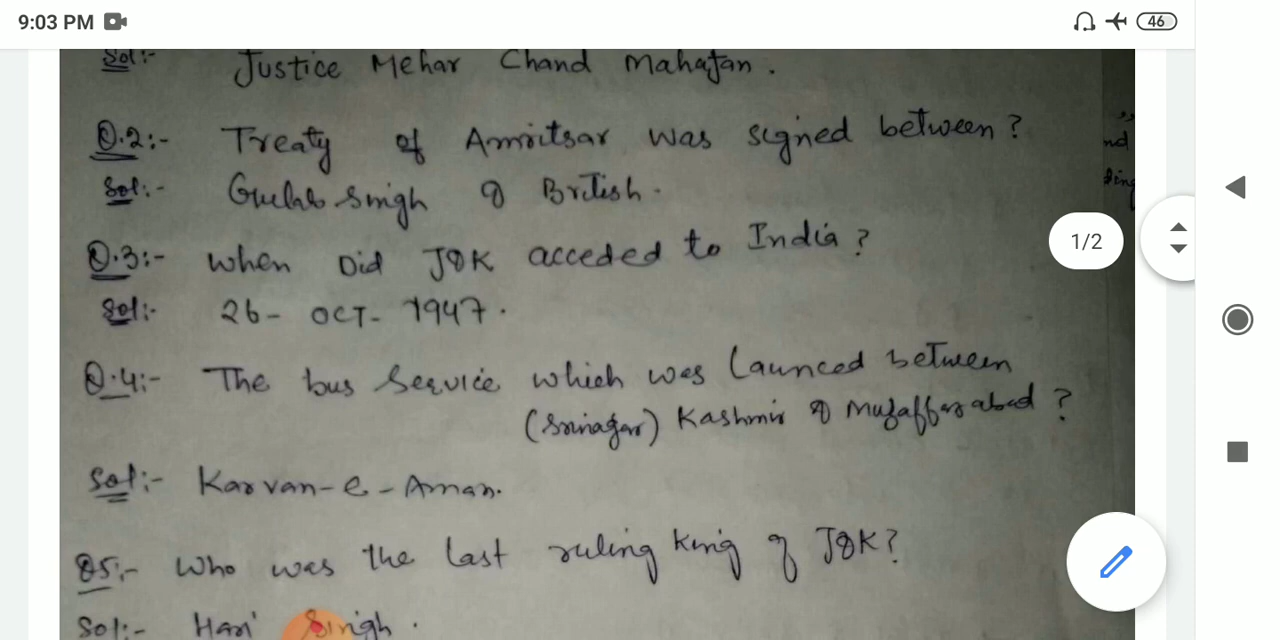 9:03 PM
46
Sol:- Justice Mehar Chand Mahajan.
Q.2:- Treaty of Amritsar was signed between?
Sol:- Gulab Singh & British.
Q.3:- When Did J&K acceded to India?
Sol:- 26- OCT- 1947.
1/2
Q.4:- The bus Service which was Launced between
(Srinagar) Kashmir & Muzaffarabad?
Sol:- Karvan-e-Aman.
Q5:- Who was the last ruling King of J&K?
Sol:- Hari Singh.